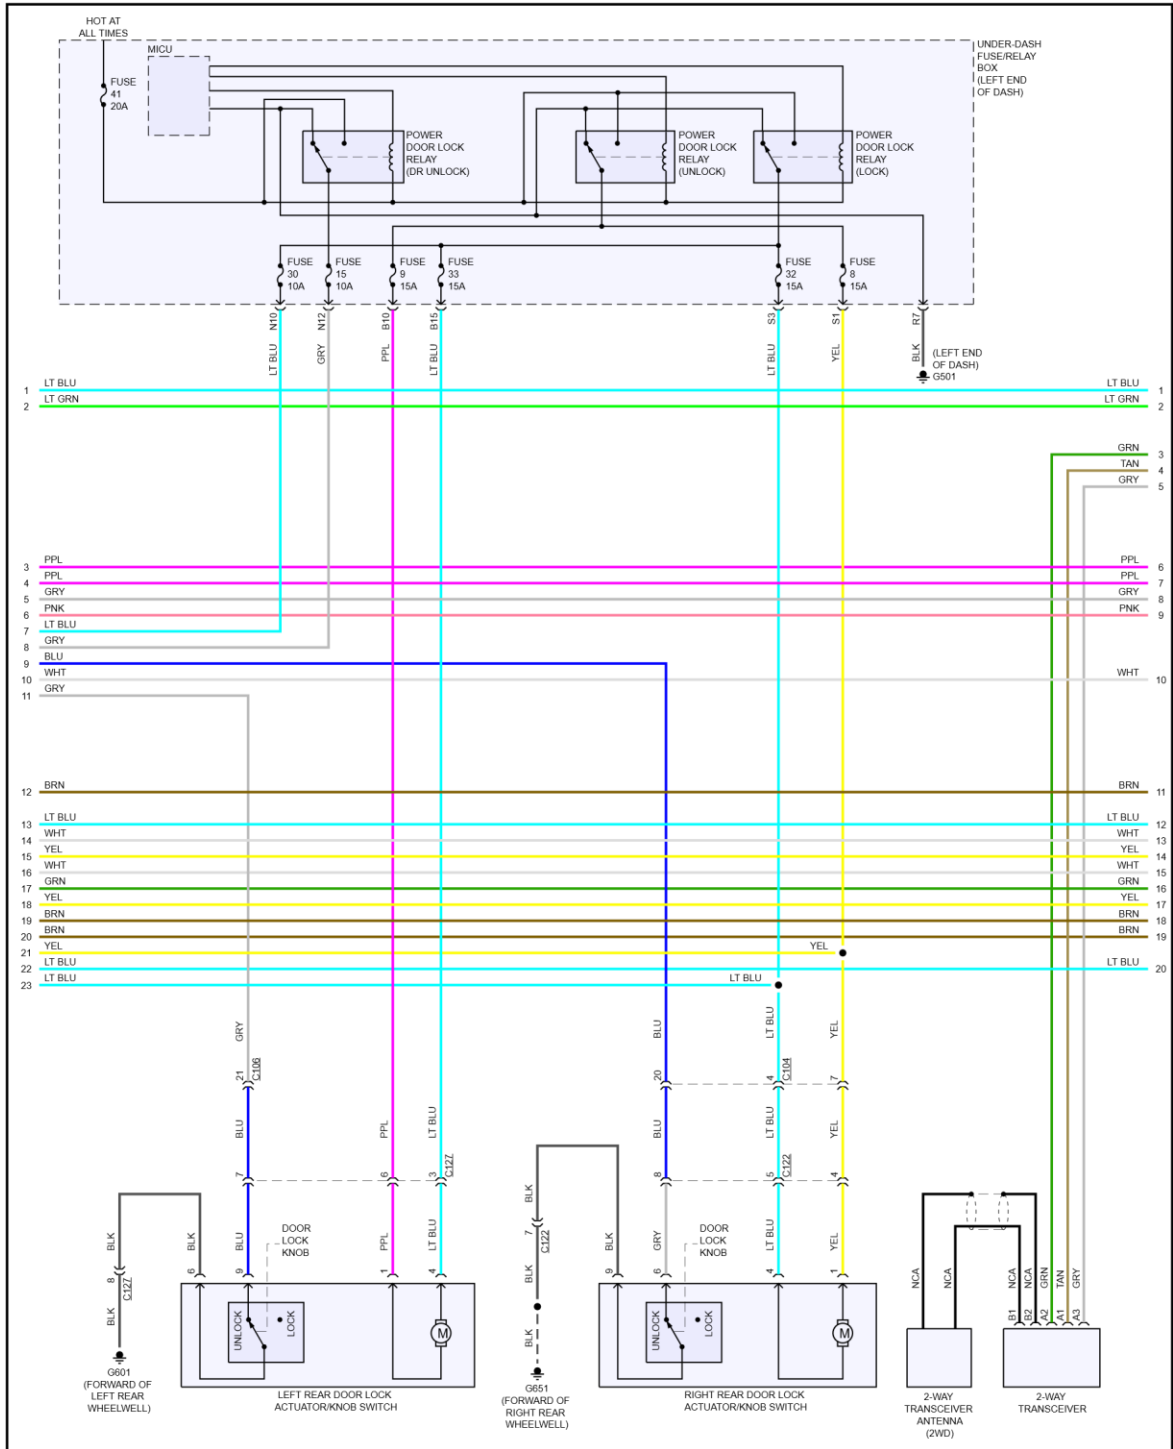 HOT AT
ALL TIMES
MICU
UNDER-DASH
FUSE/RELAY
BOX
(LEFT END
OF DASH)
FUSE
41
20A
POWER
DOOR LOCK
RELAY
(DR UNLOCK)
POWER
DOOR LOCK
RELAY
(UNLOCK)
POWER
DOOR LOCK
RELAY
(LOCK)
FUSE
30
10A
FUSE
15
10A
FUSE
9
15A
FUSE
33
15A
FUSE
32
15A
FUSE
8
15A
N10
N12
B10
B15
S3
S1
R7
LT BLU
GRY
PPL
LT BLU
LT BLU
YEL
BLK
(LEFT END
OF DASH)
G501
1 LT BLU LT BLU 1
2 LT GRN LT GRN 2
GRN 3
TAN 4
GRY 5
3 PPL PPL 6
4 PPL PPL 7
5 GRY GRY 8
6 PNK PNK 9
7 LT BLU
8 GRY
9 BLU
10 WHT WHT 10
11 GRY
12 BRN BRN 11
13 LT BLU LT BLU 12
14 WHT WHT 13
15 YEL YEL 14
16 WHT WHT 15
17 GRN GRN 16
18 YEL YEL 17
19 BRN BRN 18
20 BRN BRN 19
21 YEL YEL
22 LT BLU LT BLU 20
23 LT BLU LT BLU
GRY
BLU
LT BLU
YEL
21
C106
20
4
C104
7
BLU
PPL
LT BLU
BLU
LT BLU
YEL
7
6
3
C127
8
5
C122
4
BLK
8
C127
BLK
BLK
BLU
DOOR
LOCK
KNOB
PPL
LT BLU
BLK
7
C122
BLK
BLK
BLK
GRY
DOOR
LOCK
KNOB
LT BLU
YEL
6
9
1
4
9
6
4
1
NCA
NCA
NCA
NCA
GRN
TAN
GRY
B1
B2
A2
A1
A3
UNLOCK
LOCK
M
UNLOCK
LOCK
M
G601
(FORWARD OF
LEFT REAR
WHEELWELL)
LEFT REAR DOOR LOCK
ACTUATOR/KNOB SWITCH
G651
(FORWARD OF
RIGHT REAR
WHEELWELL)
RIGHT REAR DOOR LOCK
ACTUATOR/KNOB SWITCH
2-WAY
TRANSCEIVER
ANTENNA
(2WD)
2-WAY
TRANSCEIVER